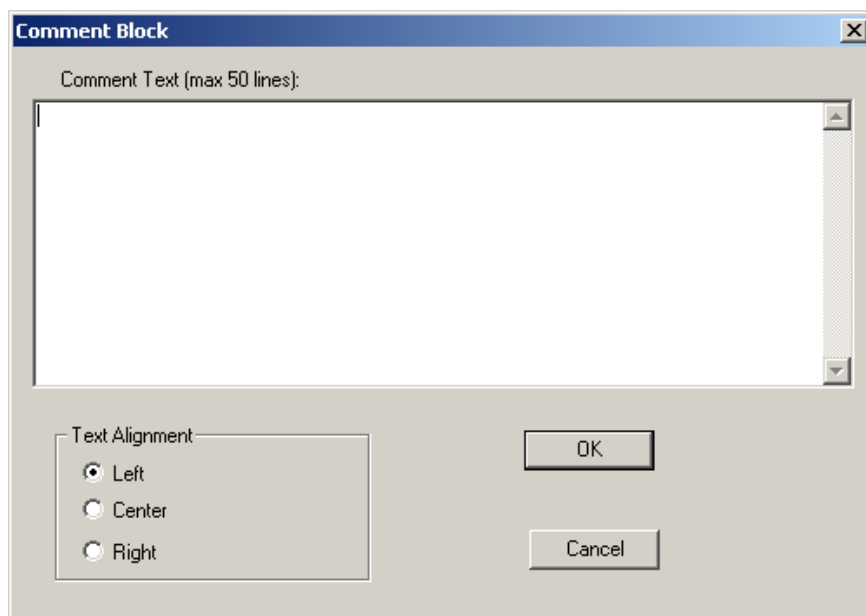 Comment Block
Comment Text (max 50 lines):
Text Alignment
Left
Center
Right
OK
Cancel